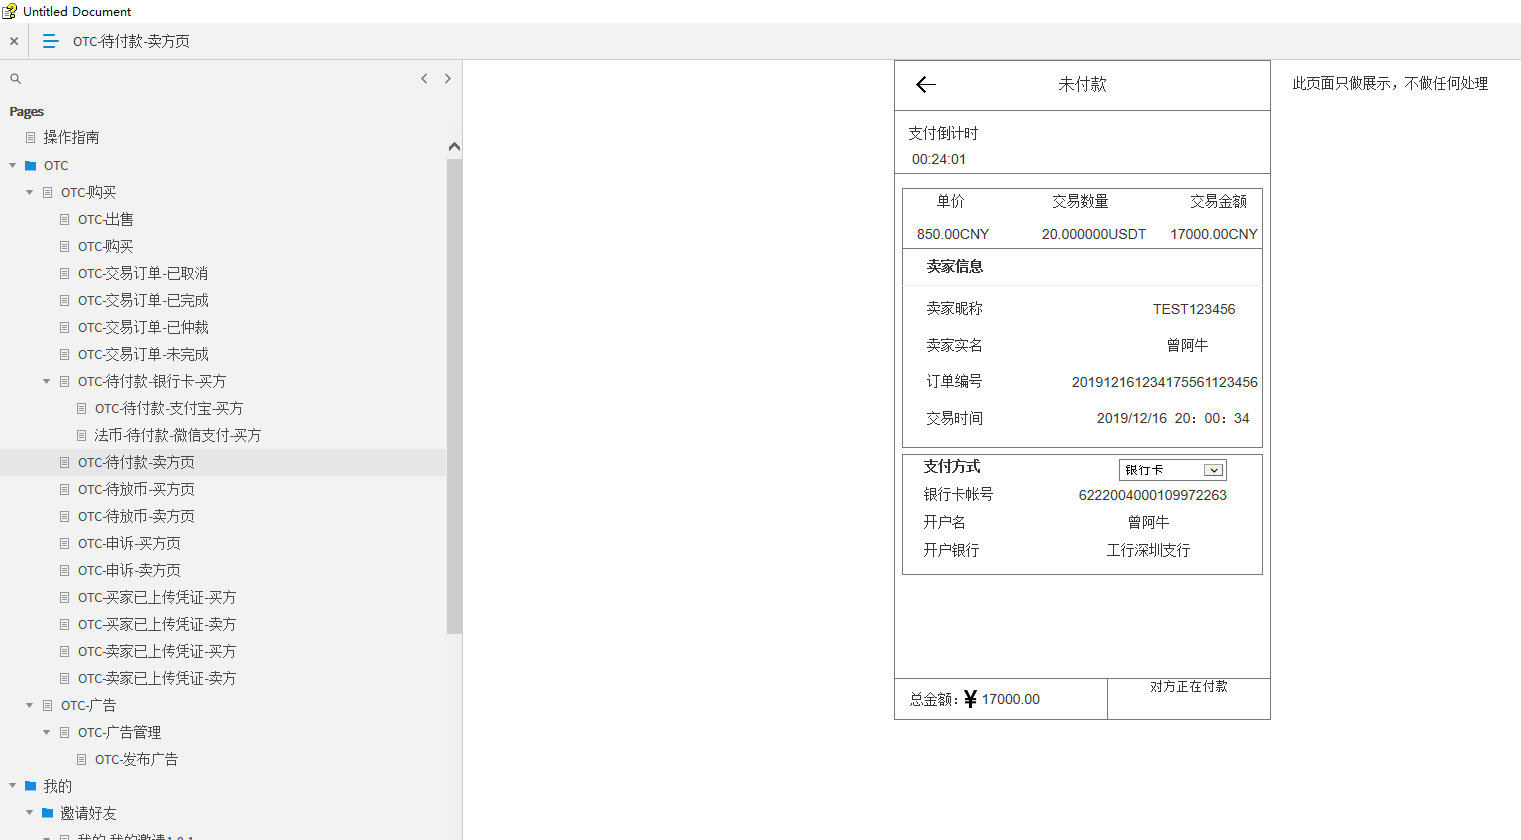 Untitled Document
OTC-待付款-卖方页
Pages
操作指南
OTC
OTC-购买
OTC-出售
OTC-购买
OTC-交易订单-已取消
OTC-交易订单-已完成
OTC-交易订单-已仲裁
OTC-交易订单-未完成
OTC-待付款-银行卡-买方
OTC-待付款-支付宝-买方
法币-待付款-微信支付-买方
OTC-待付款-卖方页
OTC-待放币-买方页
OTC-待放币-卖方页
OTC-申诉-买方页
OTC-申诉-卖方页
OTC-买家已上传凭证-买方
OTC-买家已上传凭证-卖方
OTC-卖家已上传凭证-买方
OTC-卖家已上传凭证-卖方
OTC-广告
OTC-广告管理
OTC-发布广告
我的
邀请好友
我的-我的邀请1.0.1
未付款
此页面只做展示，不做任何处理
支付倒计时
00:24:01
单价 交易数量 交易金额
850.00CNY 20.000000USDT 17000.00CNY
卖家信息
卖家昵称 TEST123456
卖家实名 曾阿牛
订单编号 201912161234175561123456
交易时间 2019/12/16 20：00：34
支付方式 银行卡
银行卡帐号 6222004000109972263
开户名 曾阿牛
开户银行 工行深圳支行
总金额：¥ 17000.00
对方正在付款